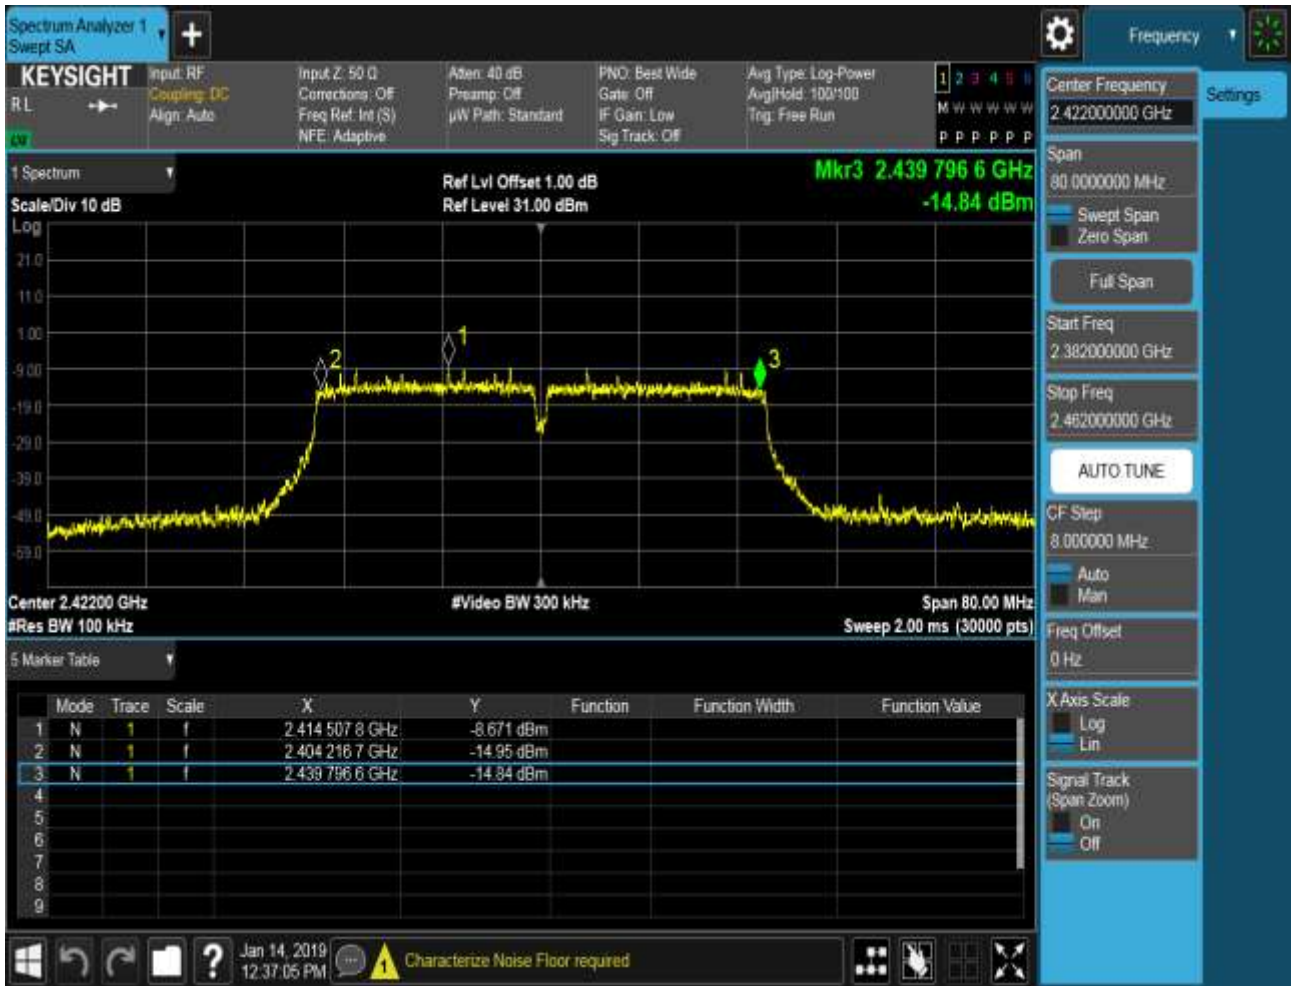 Spectrum Analyzer 1
Swept SA
+
Frequency
KEYSIGHT
R L
Input: RF
Coupling: DC
Align: Auto
Input Z: 50 Ω
Corrections: Off
Freq Ref: Int (S)
NFE: Adaptive
Atten: 40 dB
Preamp: Off
µW Path: Standard
PNO: Best Wide
Gate: Off
IF Gain: Low
Sig Track: Off
Avg Type: Log-Power
Avg|Hold: 100/100
Trig: Free Run
1 2 3 4 5 6
M W W W W W
P P P P P P
1 Spectrum
Scale/Div 10 dB
Ref Lvl Offset 1.00 dB
Ref Level 31.00 dBm
Mkr3 2.439 796 6 GHz
-14.84 dBm
Log
21.0
11.0
1.00
-9.00
-19.0
-29.0
-39.0
-49.0
-59.0
1
2
3
Center 2.42200 GHz
#Res BW 100 kHz
#Video BW 300 kHz
Span 80.00 MHz
Sweep 2.00 ms (30000 pts)
5 Marker Table
Mode Trace Scale X Y Function Function Width Function Value
1 N 1 f 2.414 507 8 GHz -8.671 dBm
2 N 1 f 2.404 216 7 GHz -14.95 dBm
3 N 1 f 2.439 796 6 GHz -14.84 dBm
4
5
6
7
8
9
Jan 14, 2019
12:37:05 PM
?
1
Characterize Noise Floor required
Center Frequency
2.422000000 GHz
Settings
Span
80.0000000 MHz
Swept Span
Zero Span
Full Span
Start Freq
2.382000000 GHz
Stop Freq
2.462000000 GHz
AUTO TUNE
CF Step
8.000000 MHz
Auto
Man
Freq Offset
0 Hz
X Axis Scale
Log
Lin
Signal Track
(Span Zoom)
On
Off